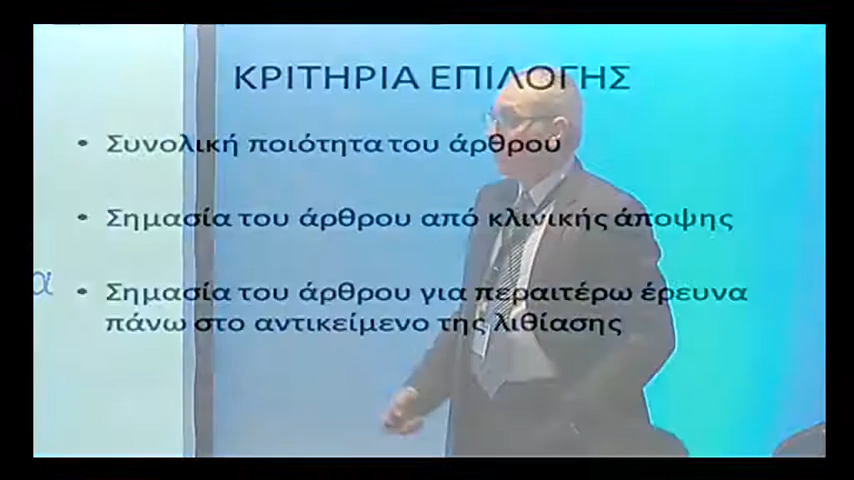 ΚΡΙΤΗΡΙΑ ΕΠΙΛΟΓΗΣ
• Συνολική ποιότητα του άρθρου
• Σημασία του άρθρου από κλινικής άποψης
• Σημασία του άρθρου για περαιτέρω έρευνα
πάνω στο αντικείμενο της λιθίασης